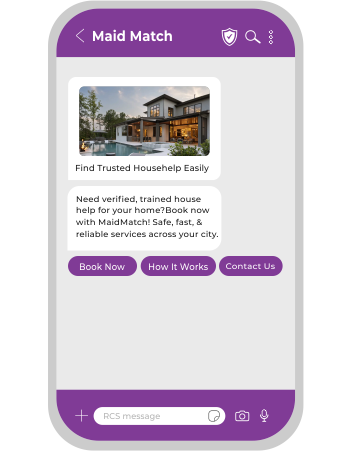 Maid Match
Find Trusted Househelp Easily
Need verified, trained house
help for your home?Book now
with MaidMatch! Safe, fast, &
reliable services across your city.
Book Now
How It Works
Contact Us
RCS message